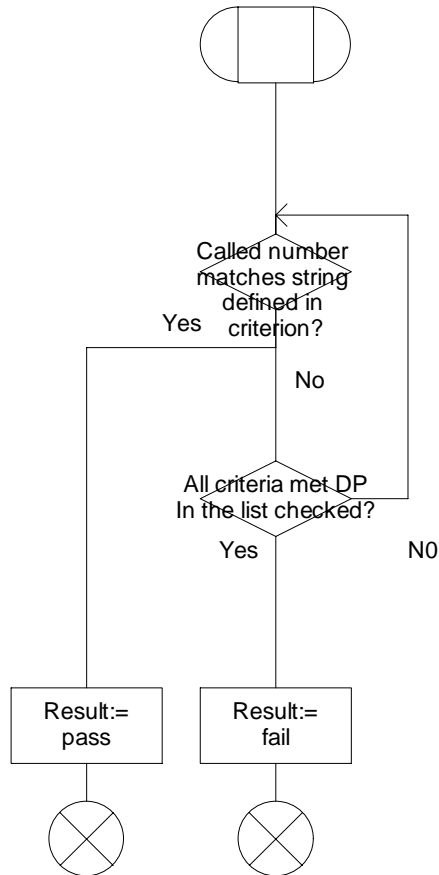 Called number
matches string
defined in
criterion?
Yes
No
All criteria met DP
In the list checked?
Yes
N0
Result:=
pass
Result:=
fail